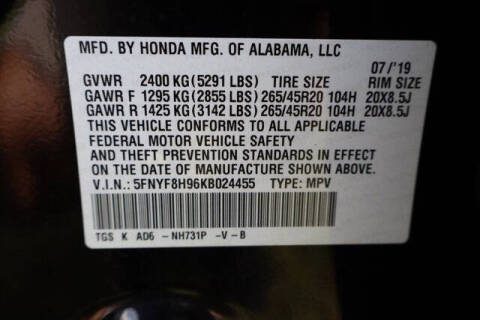 MFD. BY HONDA MFG. OF ALABAMA, LLC
07/'19
GVWR 2400 KG (5291 LBS) TIRE SIZE RIM SIZE
GAWR F 1295 KG (2855 LBS) 265/45R20 104H 20X8.5J
GAWR R 1425 KG (3142 LBS) 265/45R20 104H 20X8.5J
THIS VEHICLE CONFORMS TO ALL APPLICABLE
FEDERAL MOTOR VEHICLE SAFETY
AND THEFT PREVENTION STANDARDS IN EFFECT
ON THE DATE OF MANUFACTURE SHOWN ABOVE.
V.I.N.: 5FNYF8H96KB024455 TYPE: MPV
TGS K AD6 -NH731P -V-B